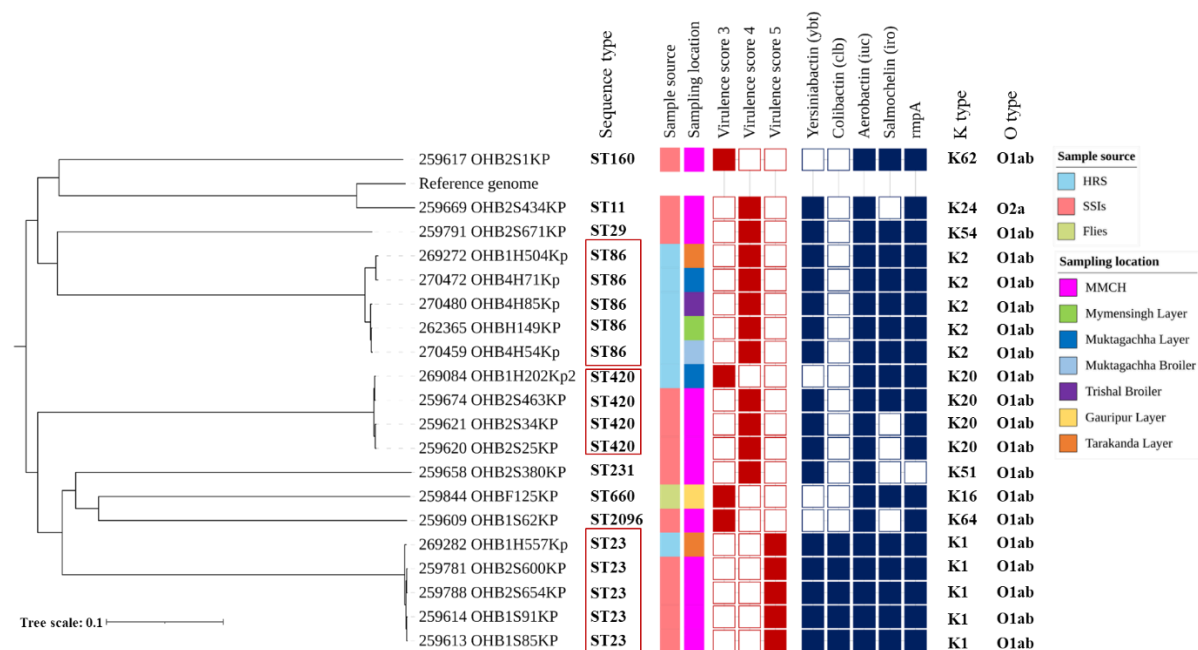 Sequence type
Sample source
Sampling location
Virulence score 3
Virulence score 4
Virulence score 5
Yersiniabactin (ybt)
Colibactin (clb)
Aerobactin (iuc)
Salmochelin (iro)
rmpA
K type
O type
259617 OHB2S1KP ST160 K62 O1ab
Reference genome
259669 OHB2S434KP ST11 K24 O2a
259791 OHB2S671KP ST29 K54 O1ab
269272 OHB1H504Kp ST86 K2 O1ab
270472 OHB4H71Kp ST86 K2 O1ab
270480 OHB4H85Kp ST86 K2 O1ab
262365 OHBH149KP ST86 K2 O1ab
270459 OHB4H54Kp ST86 K2 O1ab
269084 OHB1H202Kp2 ST420 K20 O1ab
259674 OHB2S463KP ST420 K20 O1ab
259621 OHB2S34KP ST420 K20 O1ab
259620 OHB2S25KP ST420 K20 O1ab
259658 OHB2S380KP ST231 K51 O1ab
259844 OHBF125KP ST660 K16 O1ab
259609 OHB1S62KP ST2096 K64 O1ab
269282 OHB1H557Kp ST23 K1 O1ab
259781 OHB2S600KP ST23 K1 O1ab
259788 OHB2S654KP ST23 K1 O1ab
259614 OHB1S91KP ST23 K1 O1ab
259613 OHB1S85KP ST23 K1 O1ab
Tree scale: 0.1
Sample source
HRS
SSIs
Flies
Sampling location
MMCH
Mymensingh Layer
Muktagachha Layer
Muktagachha Broiler
Trishal Broiler
Gauripur Layer
Tarakanda Layer